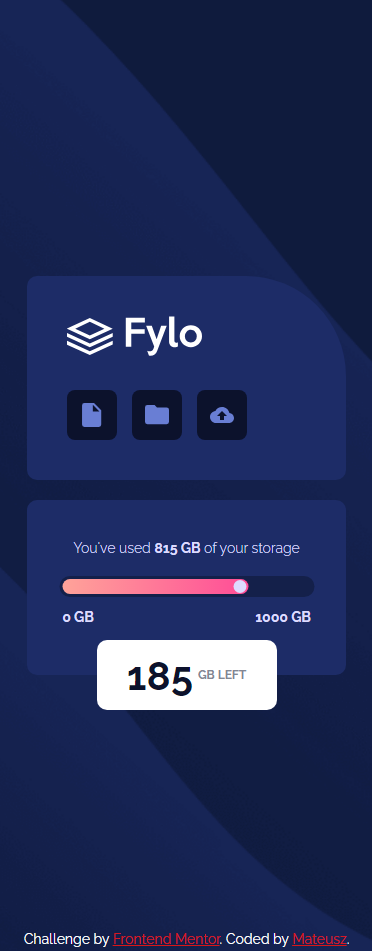 Fylo
You've used 815 GB of your storage
0 GB 1000 GB
185 GB LEFT
Challenge by Frontend Mentor. Coded by Mateusz.